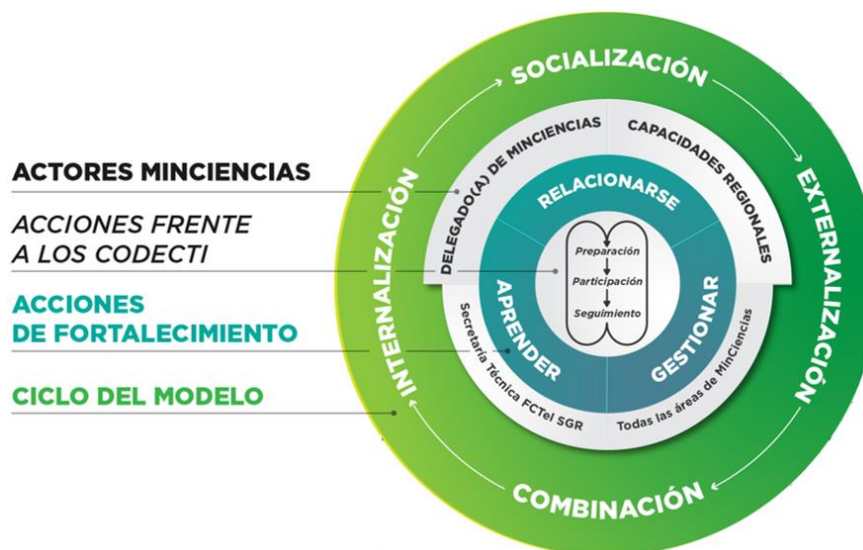 ACTORES MINCIENCIAS
ACCIONES FRENTE
A LOS CODECTI
ACCIONES
DE FORTALECIMIENTO
CICLO DEL MODELO
SOCIALIZACIÓN
EXTERNALIZACIÓN
COMBINACIÓN
INTERNALIZACIÓN
DELEGADO(A) DE MINCIENCIAS
CAPACIDADES REGIONALES
Todas las áreas de MinCiencias
Secretaría Técnica FCTeI SGR
RELACIONARSE
GESTIONAR
APRENDER
Preparación
Participación
Seguimiento